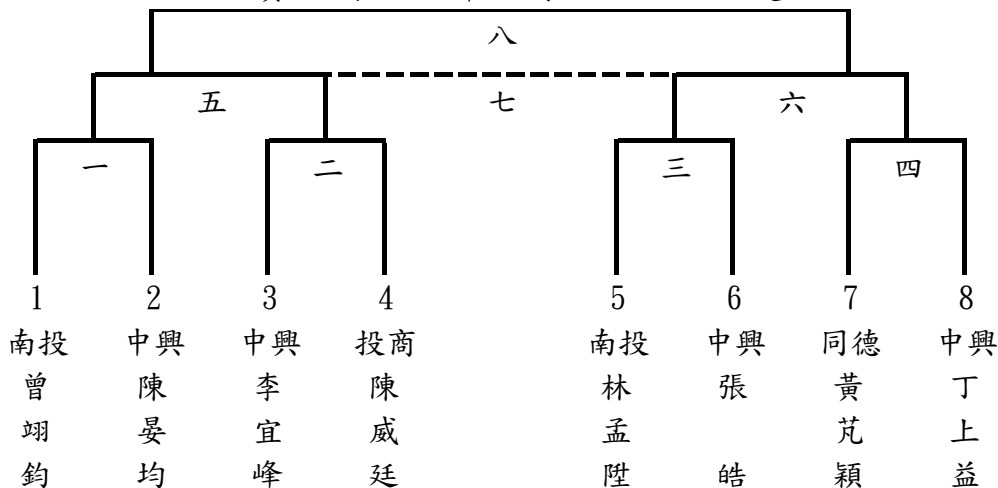 八
五 七 六
一 二 三 四
1 2 3 4 5 6 7 8
南投 中興 中興 投商 南投 中興 同德 中興
曾 陳 李 陳 林 張 黃 丁
翊 晏 宜 威 孟 芃 上
鈞 均 峰 廷 陞 皓 穎 益